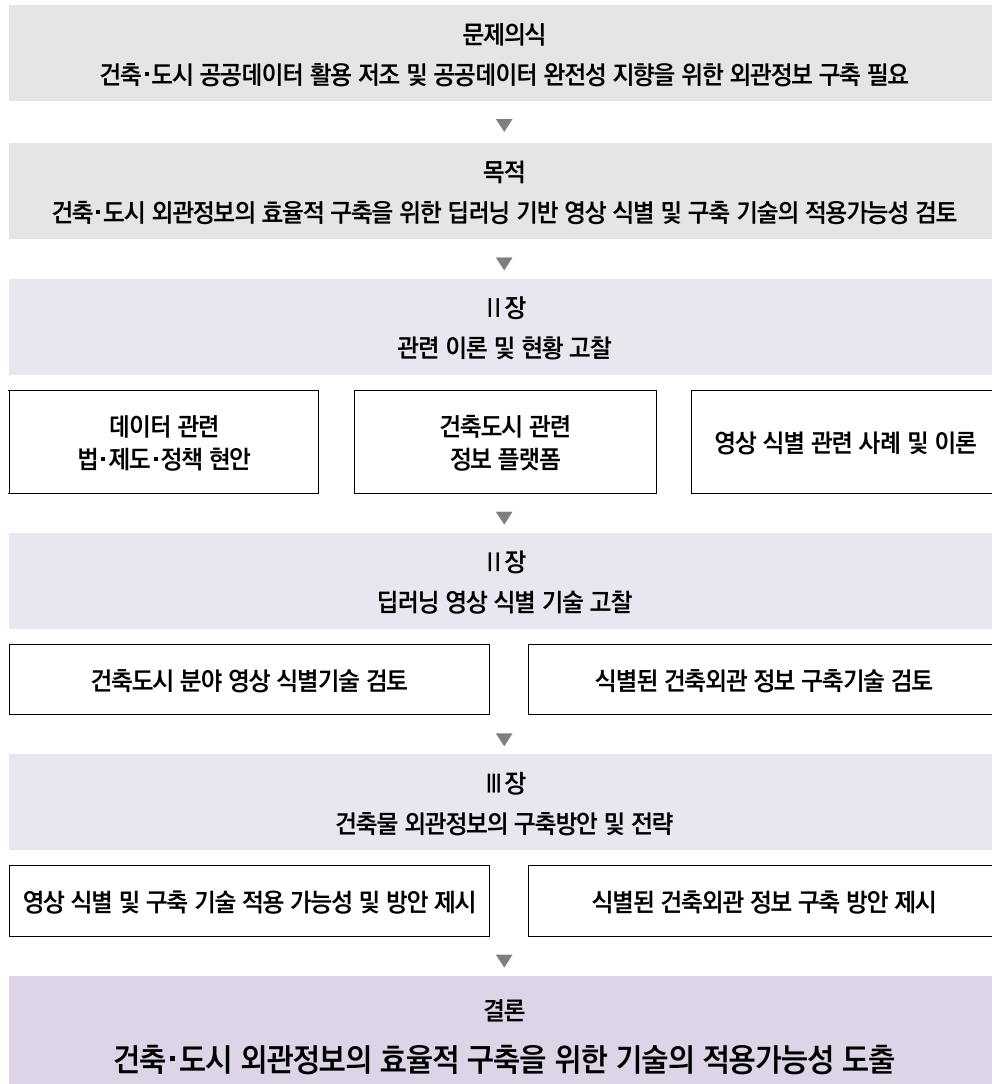 문제의식
건축·도시 공공데이터 활용 저조 및 공공데이터 완전성 지향을 위한 외관정보 구축 필요
목적
건축·도시 외관정보의 효율적 구축을 위한 딥러닝 기반 영상 식별 및 구축 기술의 적용가능성 검토
Ⅱ장
관련 이론 및 현황 고찰
데이터 관련
법·제도·정책 현안
건축도시 관련
정보 플랫폼
영상 식별 관련 사례 및 이론
Ⅱ장
딥러닝 영상 식별 기술 고찰
건축도시 분야 영상 식별기술 검토
식별된 건축외관 정보 구축기술 검토
Ⅲ장
건축물 외관정보의 구축방안 및 전략
영상 식별 및 구축 기술 적용 가능성 및 방안 제시
식별된 건축외관 정보 구축 방안 제시
결론
건축·도시 외관정보의 효율적 구축을 위한 기술의 적용가능성 도출